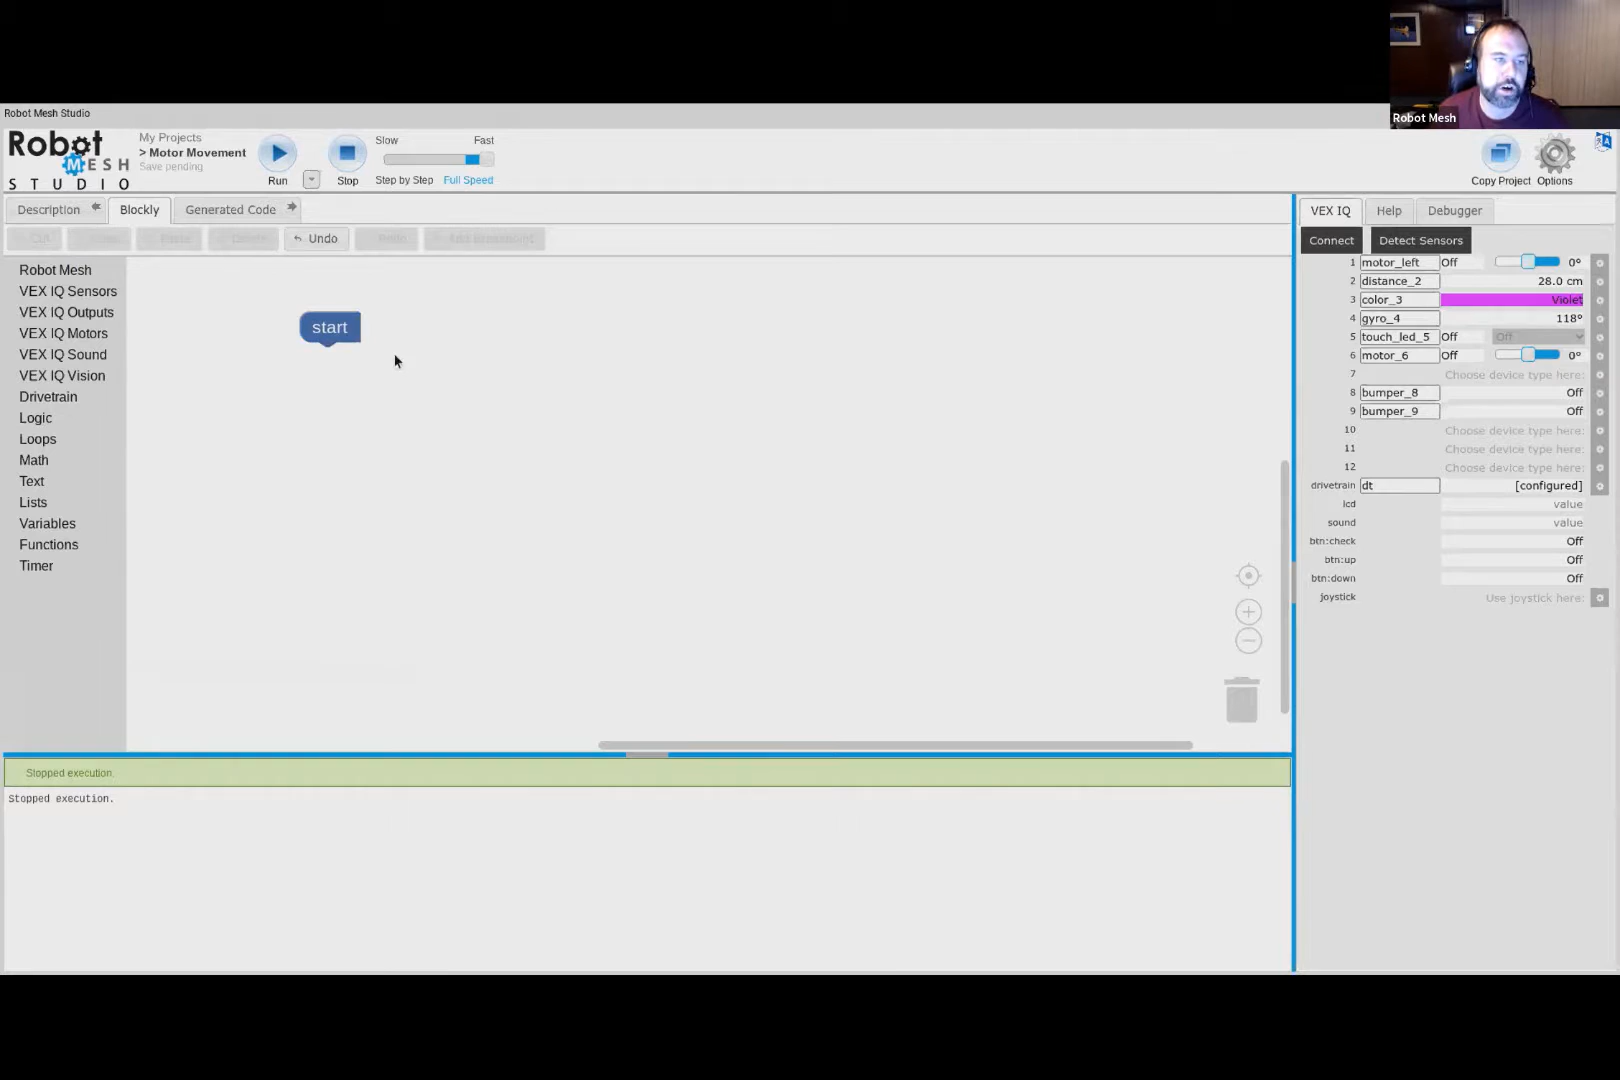 Robot Mesh
Robot Mesh Studio
Robot
MESH
STUDIO
My Projects
> Motor Movement
Save pending
Run
Stop
Slow
Fast
Step by Step
Full Speed
Copy Project
Options
Description
Blockly
Generated Code
Undo
Robot Mesh
VEX IQ Sensors
VEX IQ Outputs
VEX IQ Motors
VEX IQ Sound
VEX IQ Vision
Drivetrain
Logic
Loops
Math
Text
Lists
Variables
Functions
Timer
start
VEX IQ
Help
Debugger
Connect
Detect Sensors
1 motor_left Off 0°
2 distance_2 28.0 cm
3 color_3 Violet
4 gyro_4 118°
5 touch_led_5 Off Off
6 motor_6 Off 0°
7 Choose device type here:
8 bumper_8 Off
9 bumper_9 Off
10 Choose device type here:
11 Choose device type here:
12 Choose device type here:
drivetrain dt [configured]
lcd value
sound value
btn:check Off
btn:up Off
btn:down Off
joystick Use joystick here:
Stopped execution.
Stopped execution.